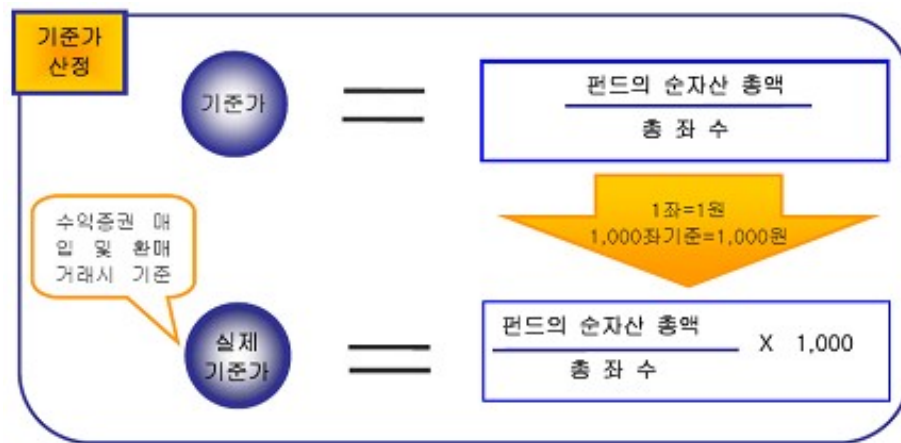 기준가
산정
기준가
펀드의 순자산 총액
총 좌 수
1좌=1원
1,000좌기준=1,000원
수익증권 매
입 및 환매
거래시 기준
실제
기준가
펀드의 순자산 총액
총 좌 수
X 1,000